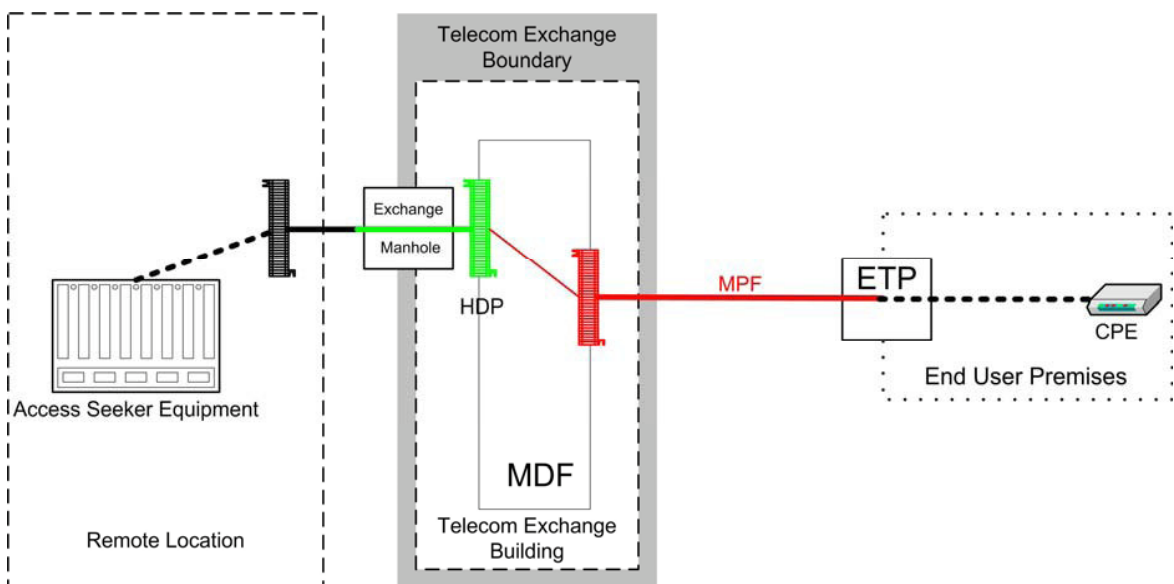 Telecom Exchange
Boundary
Exchange
Manhole
HDP
MPF
ETP
CPE
End User Premises
Access Seeker Equipment
MDF
Telecom Exchange
Building
Remote Location